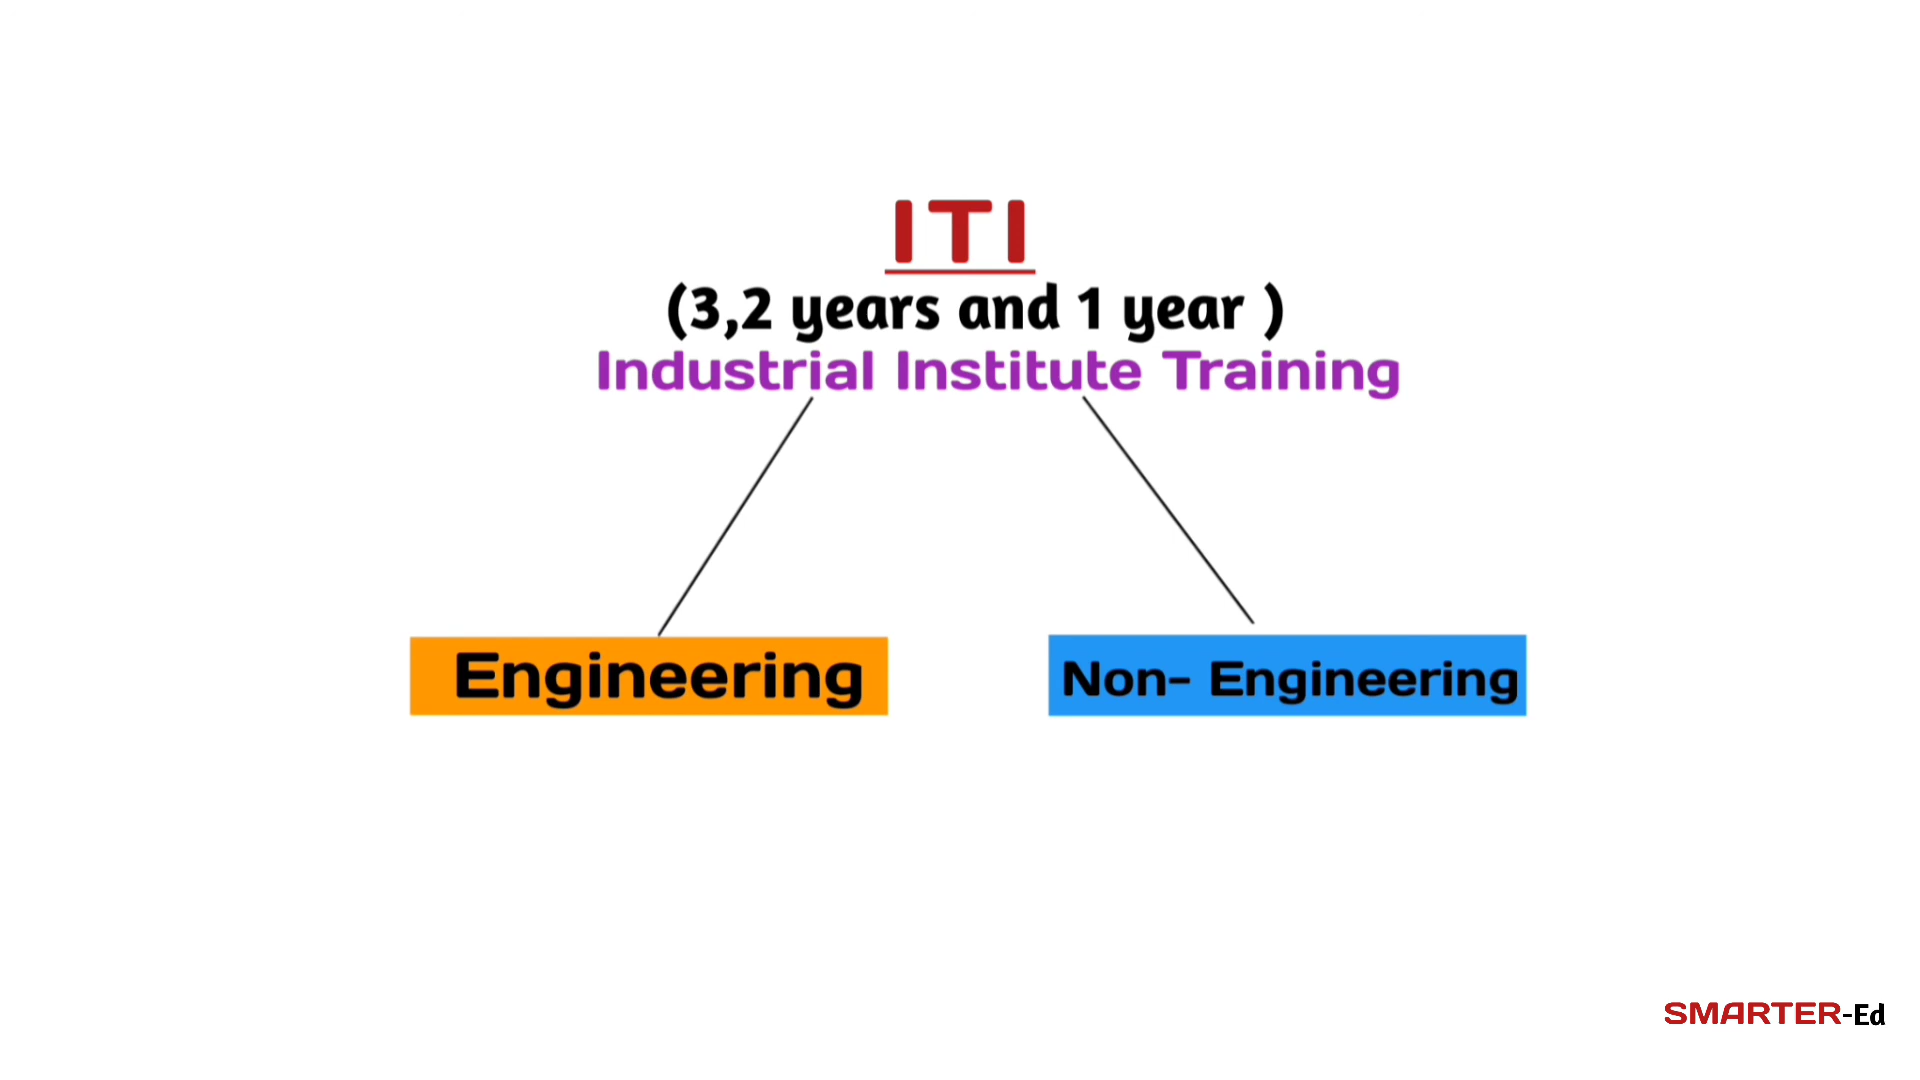 ITI
(3,2 years and 1 year )
Industrial Institute Training
Engineering
Non- Engineering
SMARTER-Ed